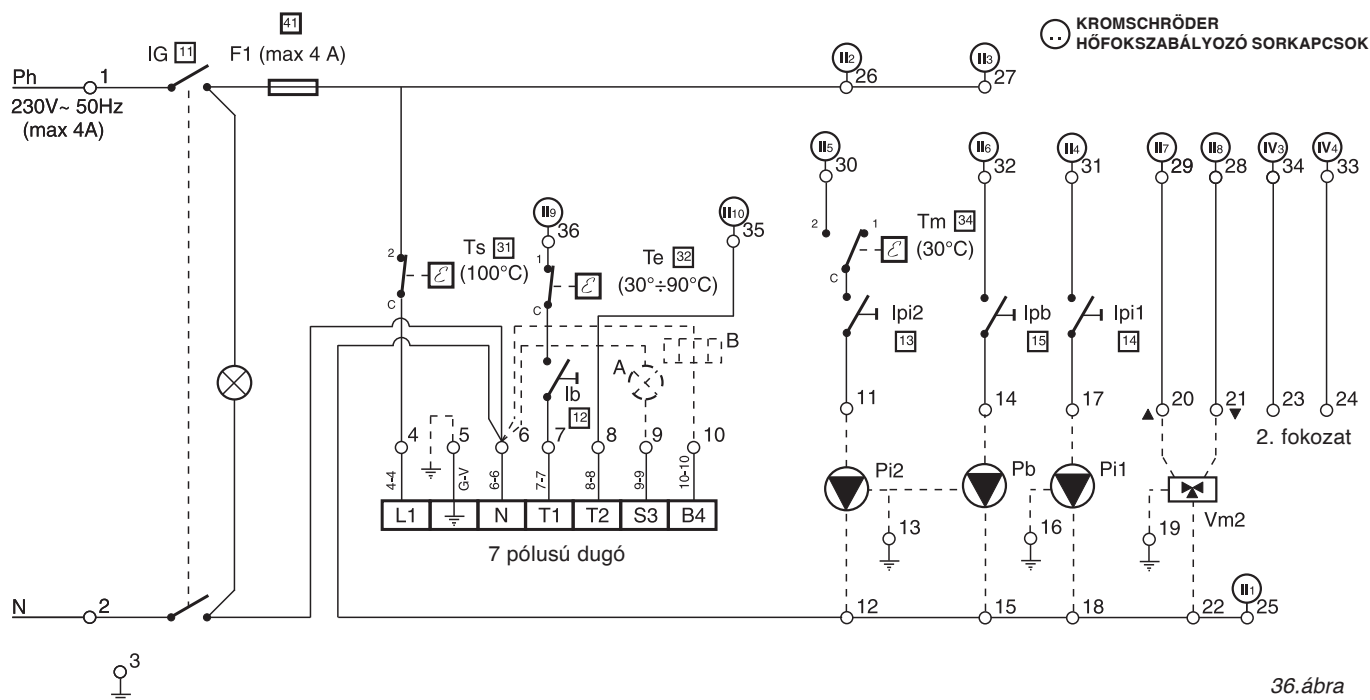 KROMSCHRÖDER
HŐFOKSZABÁLYOZÓ SORKAPCSOK
41
IG 11
F1 (max 4 A)
II2
II3
Ph
1
26
27
230V~ 50Hz
(max 4A)
II5
II6
II4
II7
II8
IV3
IV4
30
32
31
29
28
34
33
II9
II10
36
35
2
1
Tm 34
(30°C)
C
2
Ts 31
(100°C)
C
1
Te 32
(30°÷90°C)
C
Ipi2
13
Ipb
15
Ipi1
14
A
B
Ib
12
11
14
17
20
21
23
24
▲
▼
2. fokozat
4
5
6
7
8
9
10
4-4
G-V
6-6
7-7
8-8
9-9
10-10
L1
N
T1
T2
S3
B4
7 pólusú dugó
Pi2
Pb
Pi1
Vm2
13
16
19
II1
N
2
12
15
18
22
25
3
36.ábra